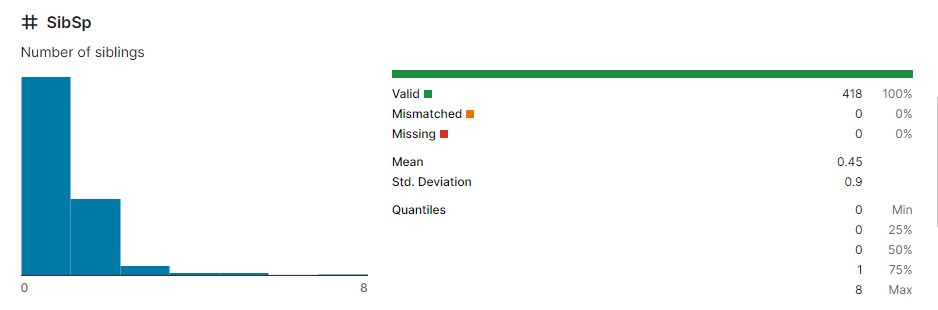 # SibSp
Number of siblings
0 8
Valid 418 100%
Mismatched 0 0%
Missing 0 0%
Mean 0.45
Std. Deviation 0.9
Quantiles 0 Min
0 25%
0 50%
1 75%
8 Max